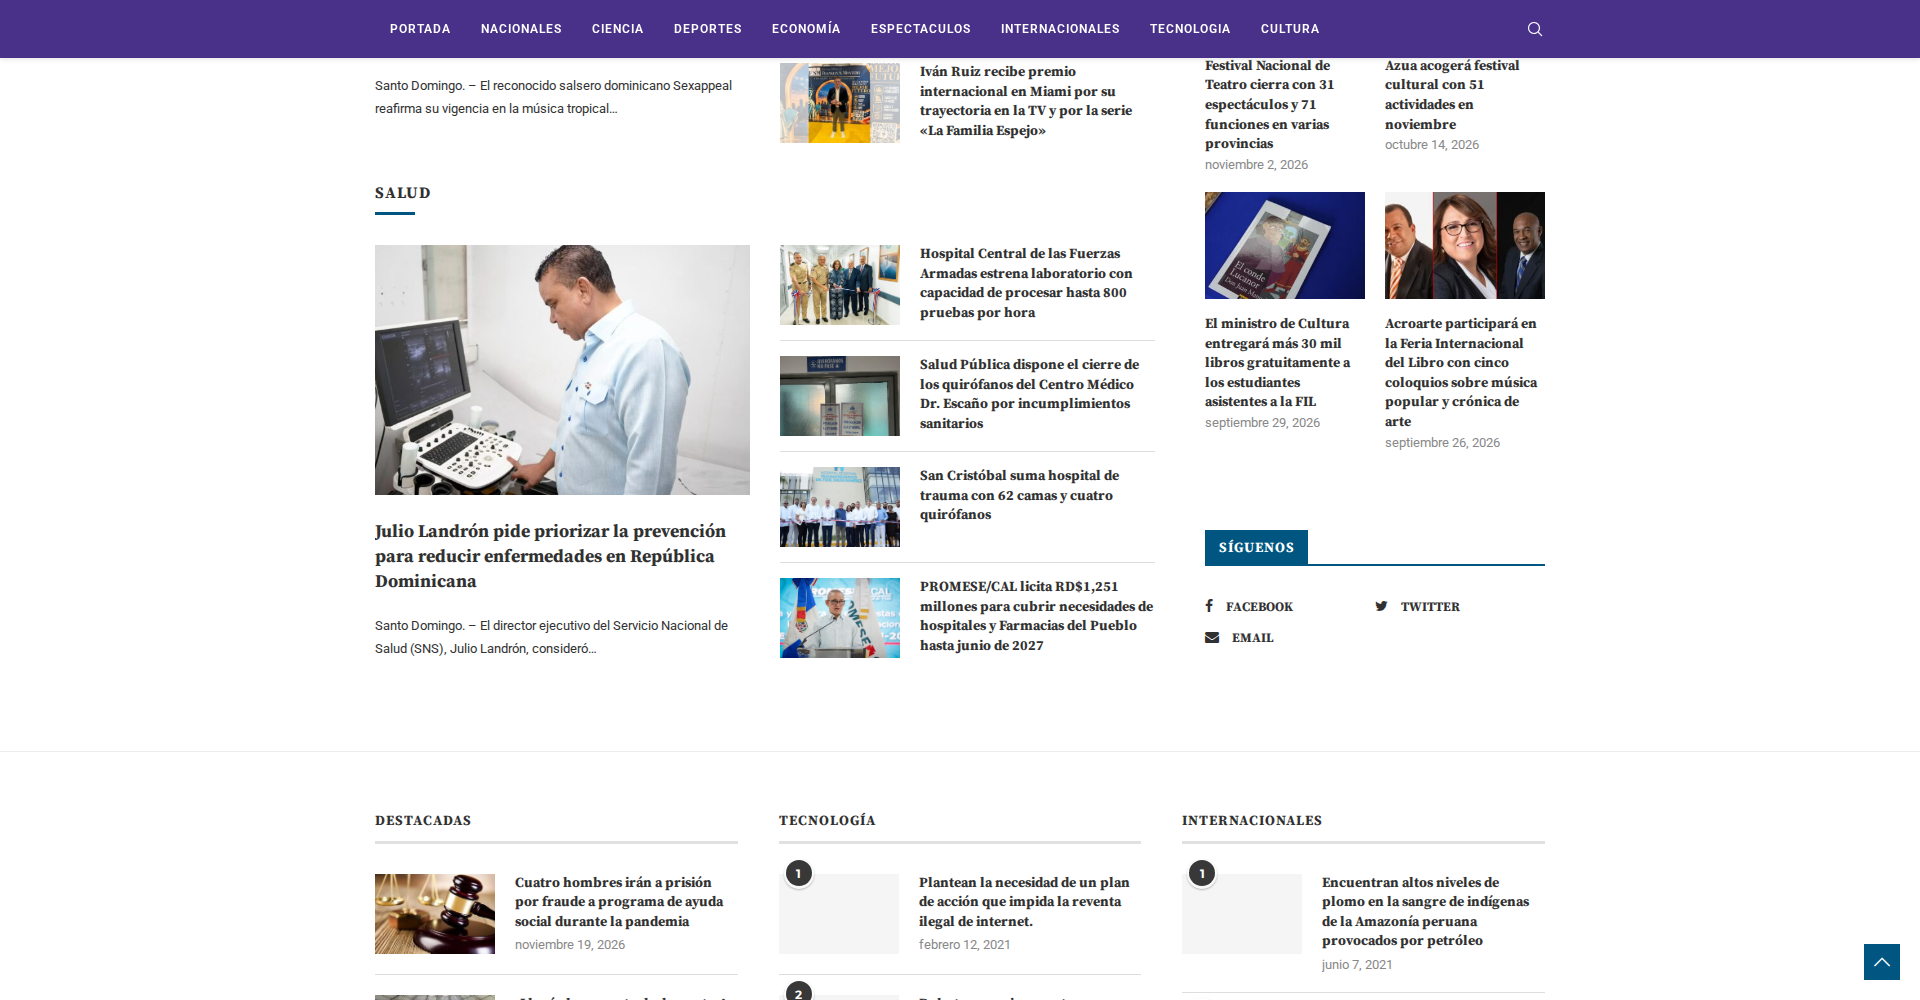 PORTADA NACIONALES CIENCIA DEPORTES ECONOMÍA ESPECTACULOS INTERNACIONALES TECNOLOGIA CULTURA
Santo Domingo. – El reconocido salsero dominicano Sexappeal
reafirma su vigencia en la música tropical...
Iván Ruiz recibe premio
internacional en Miami por su
trayectoria en la TV y por la serie
«La Familia Espejo»
SALUD
Julio Landrón pide priorizar la prevención
para reducir enfermedades en República
Dominicana
Santo Domingo. – El director ejecutivo del Servicio Nacional de
Salud (SNS), Julio Landrón, consideró...
Hospital Central de las Fuerzas
Armadas estrena laboratorio con
capacidad de procesar hasta 800
pruebas por hora
Salud Pública dispone el cierre de
los quirófanos del Centro Médico
Dr. Escaño por incumplimientos
sanitarios
San Cristóbal suma hospital de
trauma con 62 camas y cuatro
quirófanos
PROMESE/CAL licita RD$1,251
millones para cubrir necesidades de
hospitales y Farmacias del Pueblo
hasta junio de 2027
Festival Nacional de
Teatro cierra con 31
espectáculos y 71
funciones en varias
provincias
noviembre 2, 2026
Azua acogerá festival
cultural con 51
actividades en
noviembre
octubre 14, 2026
El conde
Lucanor
Don Juan
El ministro de Cultura
entregará más 30 mil
libros gratuitamente a
los estudiantes
asistentes a la FIL
septiembre 29, 2026
Acroarte participará en
la Feria Internacional
del Libro con cinco
coloquios sobre música
popular y crónica de
arte
septiembre 26, 2026
SÍGUENOS
FACEBOOK
TWITTER
EMAIL
DESTACADAS
Cuatro hombres irán a prisión
por fraude a programa de ayuda
social durante la pandemia
noviembre 19, 2026
TECNOLOGÍA
1
Plantean la necesidad de un plan
de acción que impida la reventa
ilegal de internet.
febrero 12, 2021
2
INTERNACIONALES
1
Encuentran altos niveles de
plomo en la sangre de indígenas
de la Amazonía peruana
provocados por petróleo
junio 7, 2021